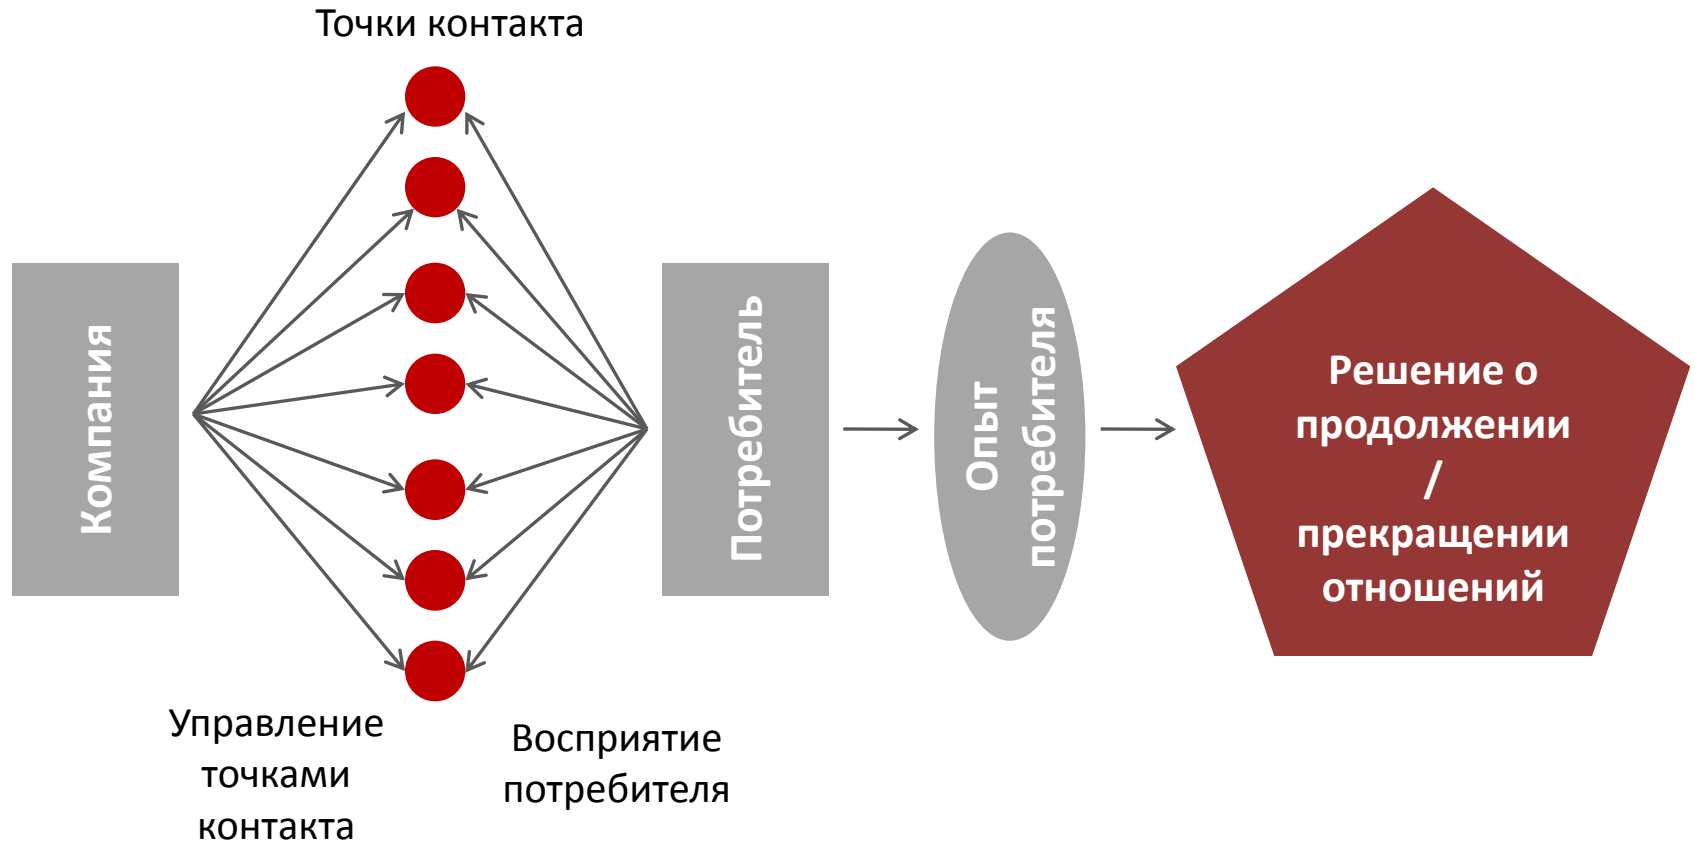 Точки контакта
Компания
Потребитель
Опыт
потребителя
Решение о
продолжении
/
прекращении
отношений
Управление
точками
контакта
Восприятие
потребителя